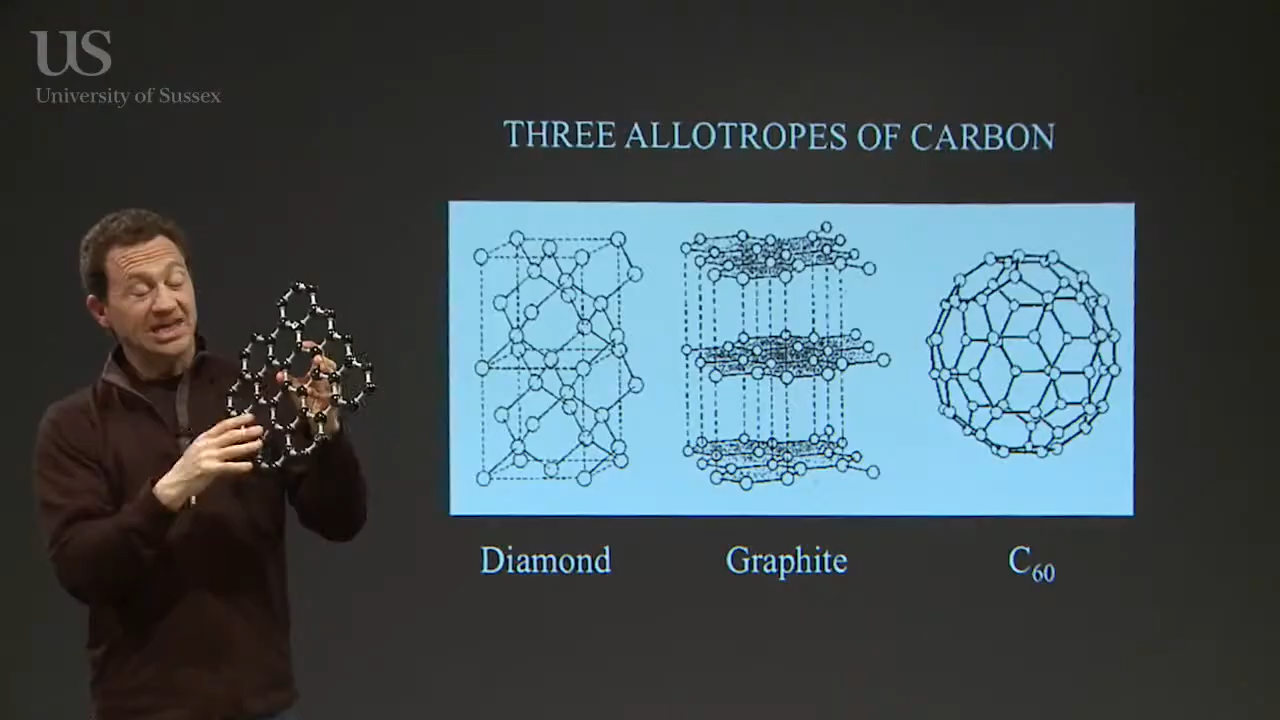 US
University of Sussex
THREE ALLOTROPES OF CARBON
Diamond
Graphite
C₆₀